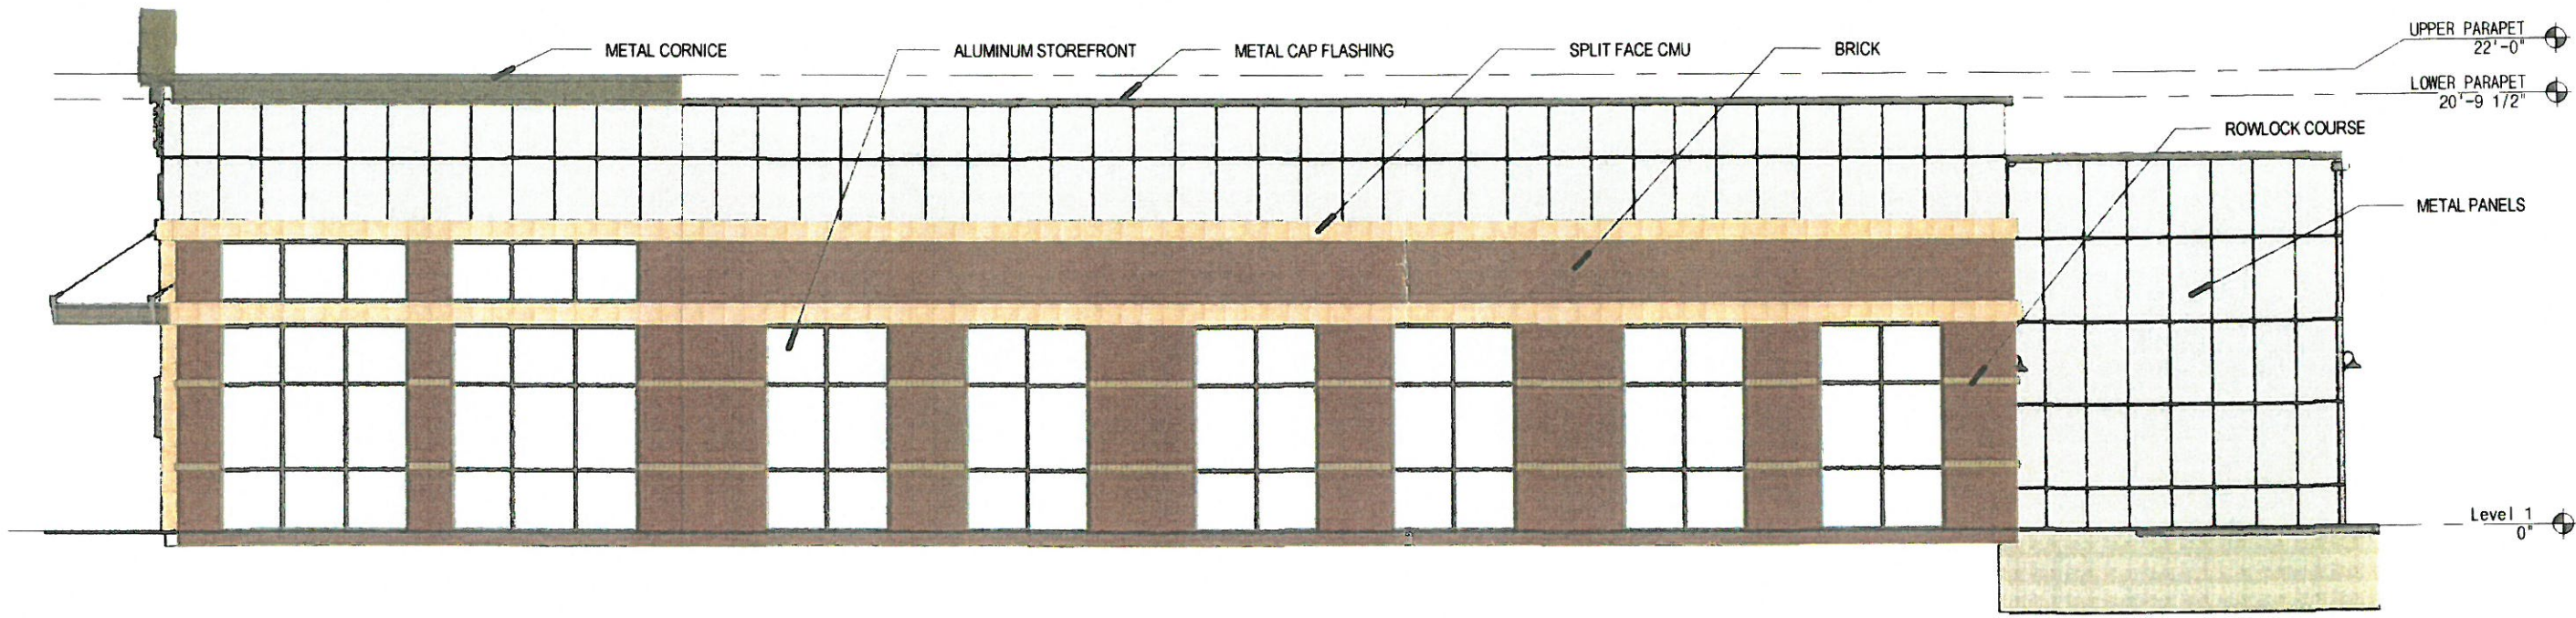 METAL CORNICE
ALUMINUM STOREFRONT
METAL CAP FLASHING
SPLIT FACE CMU
BRICK
UPPER PARAPET
22'-0"
LOWER PARAPET
20'-9 1/2"
ROWLOCK COURSE
METAL PANELS
Level 1
0"